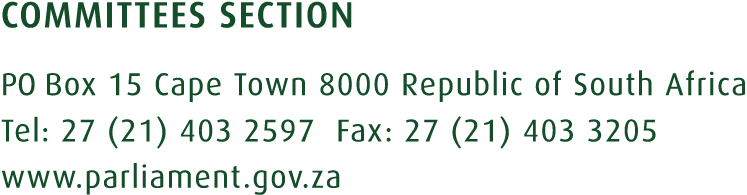 COMMITTEES SECTION
PO Box 15 Cape Town 8000 Republic of South Africa
Tel: 27 (21) 403 2597  Fax: 27 (21) 403 3205
www.parliament.gov.za